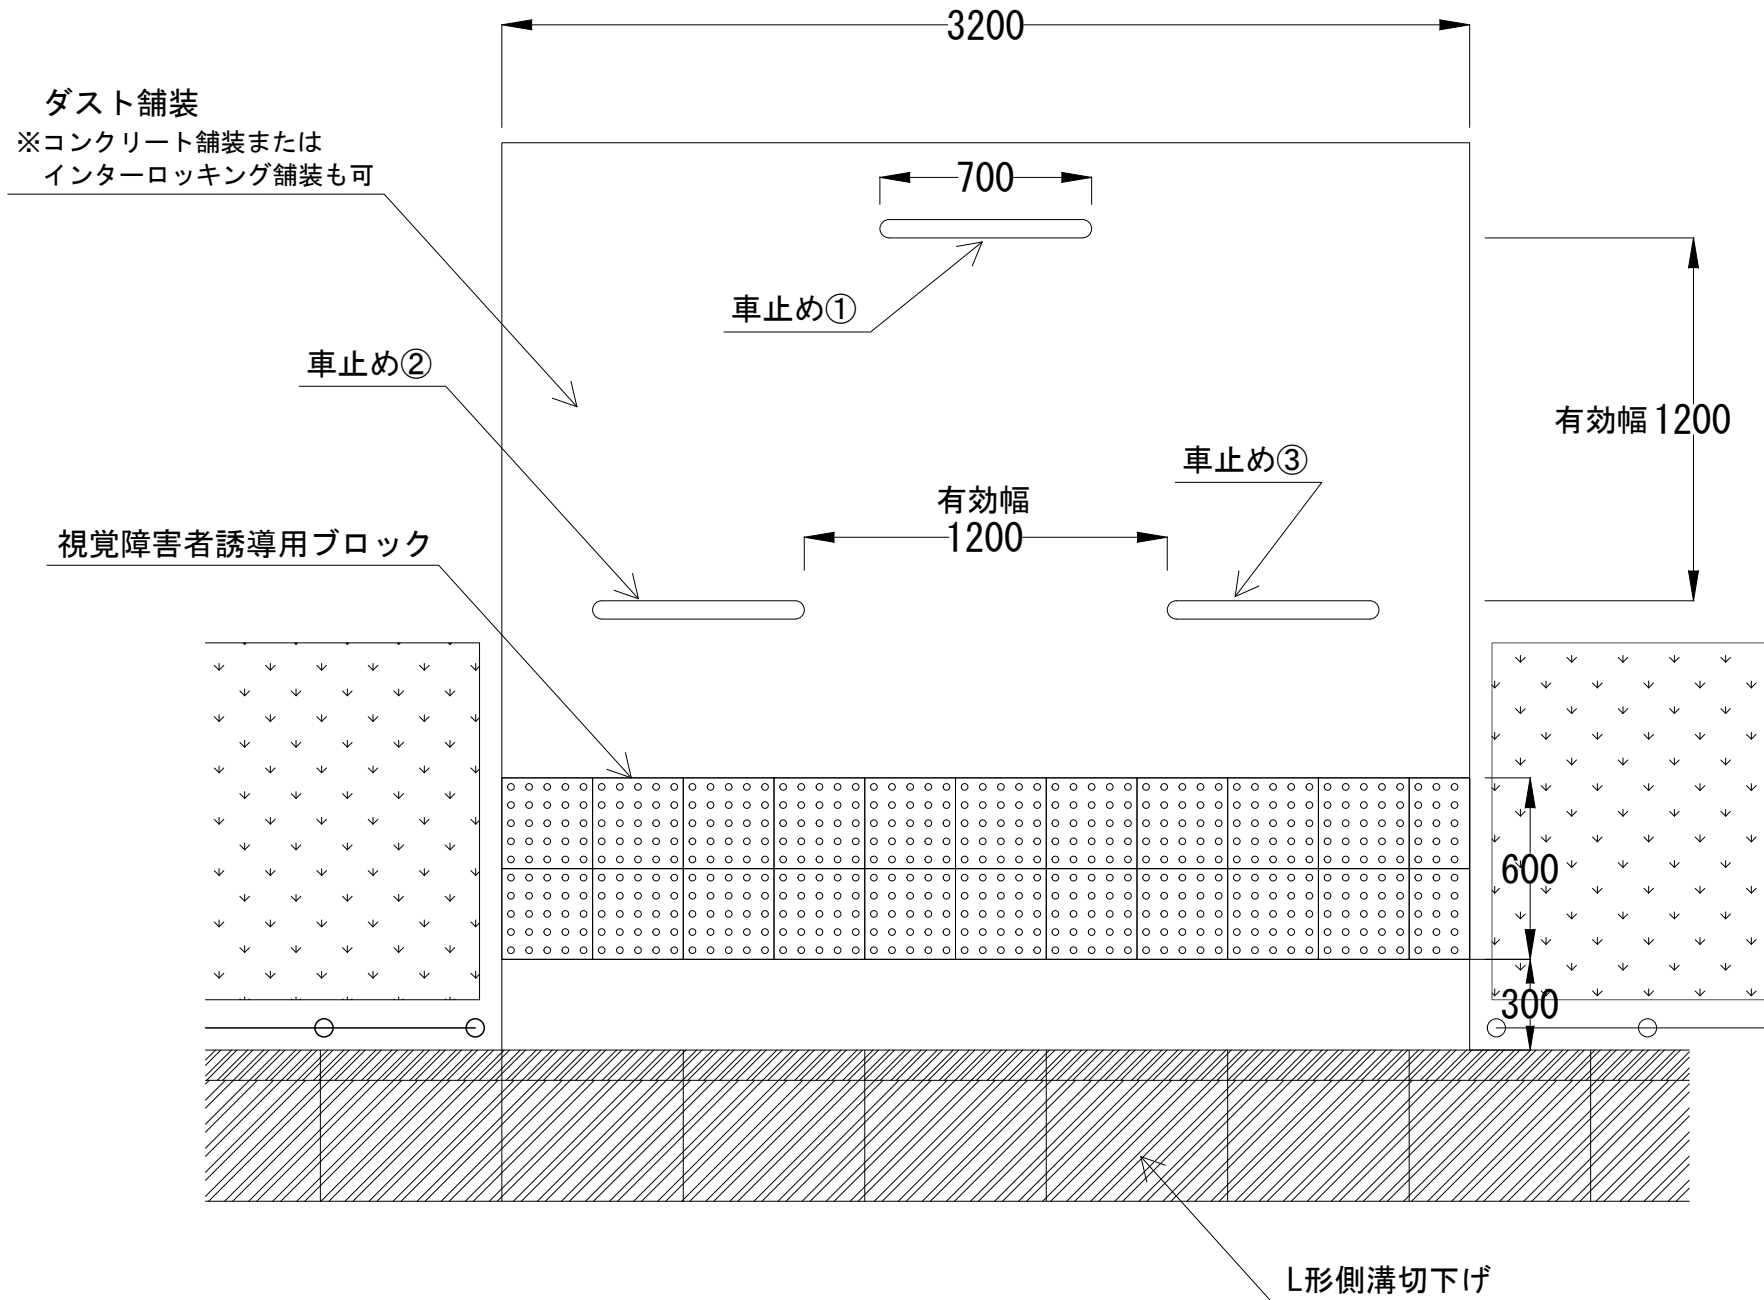 3200
ダスト舗装
※コンクリート舗装または
インターロッキング舗装も可
700
車止め①
車止め②
有効幅1200
車止め③
有効幅
1200
視覚障害者誘導用ブロック
600
300
L形側溝切下げ